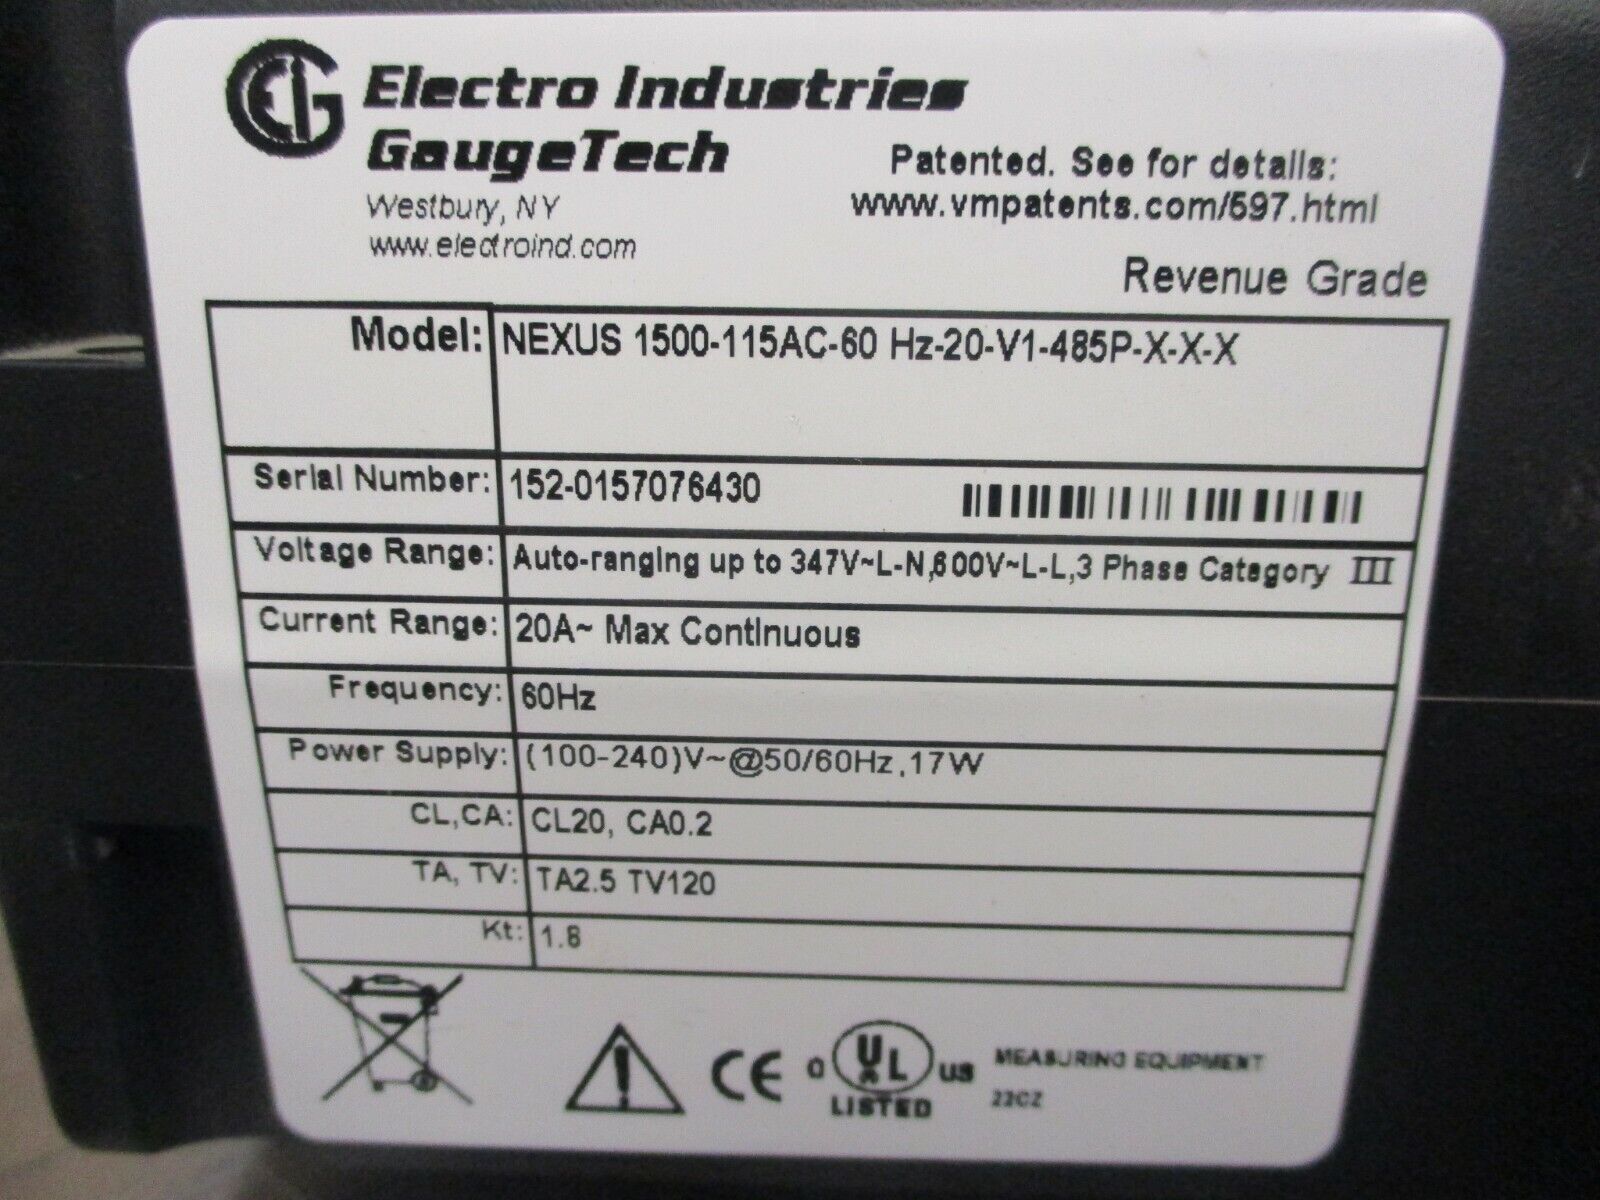 EIG Electro Industries
GaugeTech
Westbury, NY
www.electroind.com
Patented. See for details:
www.vmpatents.com/597.html
Revenue Grade
Model: NEXUS 1500-115AC-60 Hz-20-V1-485P-X-X-X
Serial Number: 152-0157076430
Voltage Range: Auto-ranging up to 347V~L-N,600V~L-L,3 Phase Category III
Current Range: 20A~ Max Continuous
Frequency: 60Hz
Power Supply: (100-240)V~@50/60Hz,17W
CL,CA: CL20, CA0.2
TA, TV: TA2.5 TV120
Kt: 1.8
CE
c UL us MEASURING EQUIPMENT
LISTED 22CZ